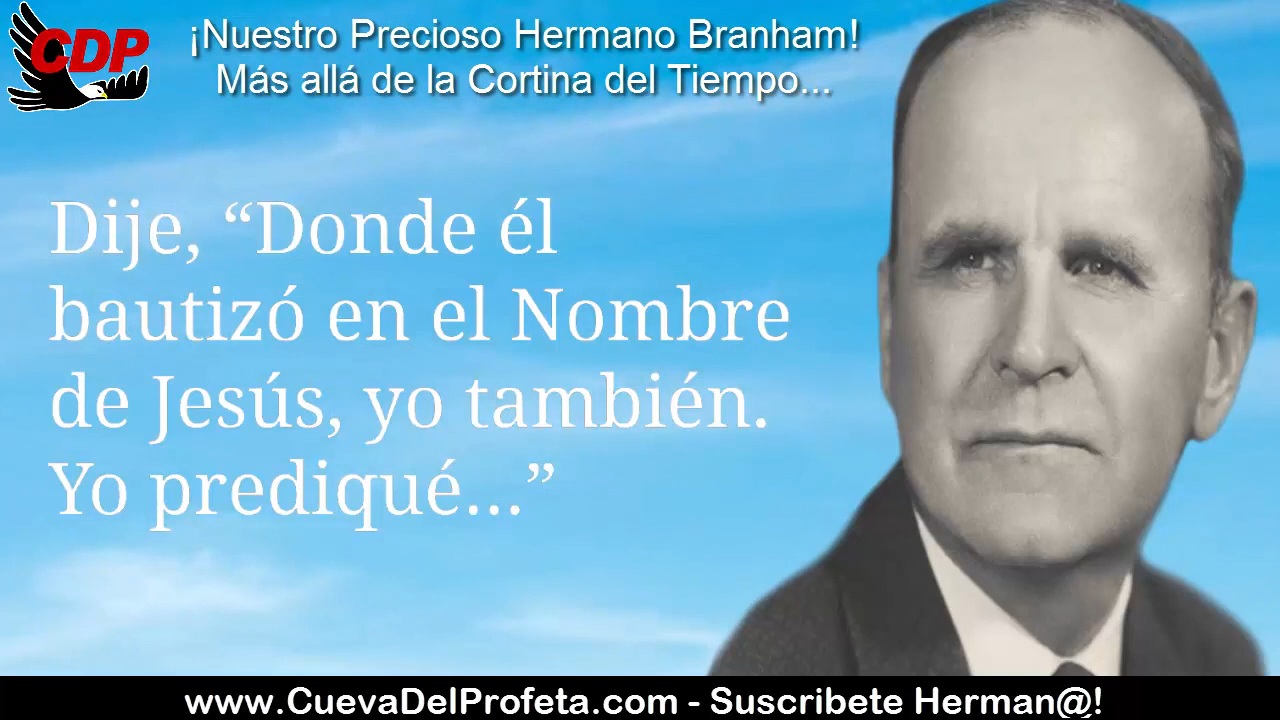 CDP
¡Nuestro Precioso Hermano Branham!
Más allá de la Cortina del Tiempo...
Dije, “Donde él
bautizó en el Nombre
de Jesús, yo también.
Yo prediqué...”
www.CuevaDelProfeta.com - Suscribete Herman@!